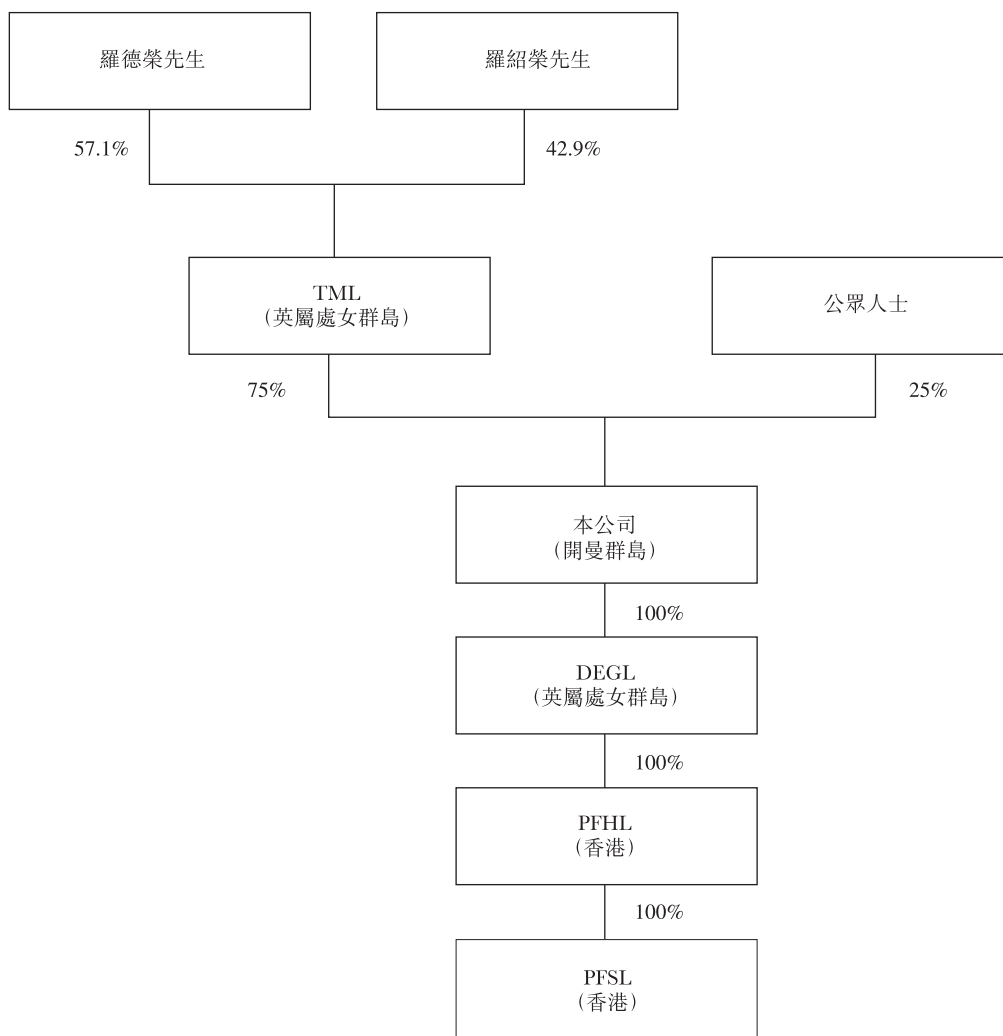 羅德榮先生
羅紹榮先生
57.1%
42.9%
TML
(英屬處女群島)
公眾人士
75%
25%
本公司
(開曼群島)
100%
DEGL
(英屬處女群島)
100%
PFHL
(香港)
100%
PFSL
(香港)